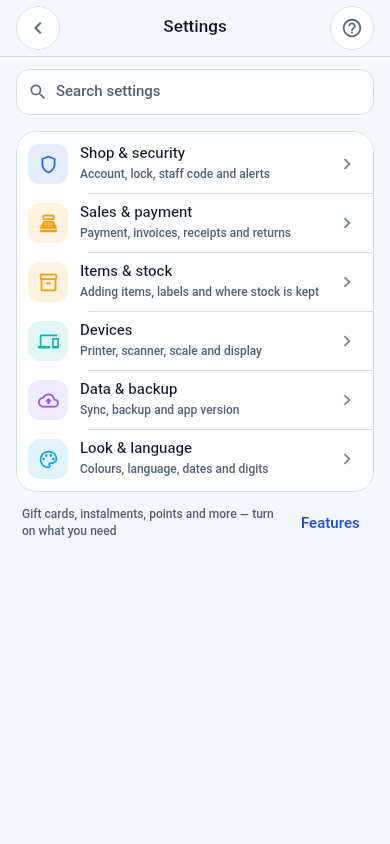 Settings
Search settings
Shop & security
Account, lock, staff code and alerts
Sales & payment
Payment, invoices, receipts and returns
Items & stock
Adding items, labels and where stock is kept
Devices
Printer, scanner, scale and display
Data & backup
Sync, backup and app version
Look & language
Colours, language, dates and digits
Gift cards, instalments, points and more — turn
on what you need
Features